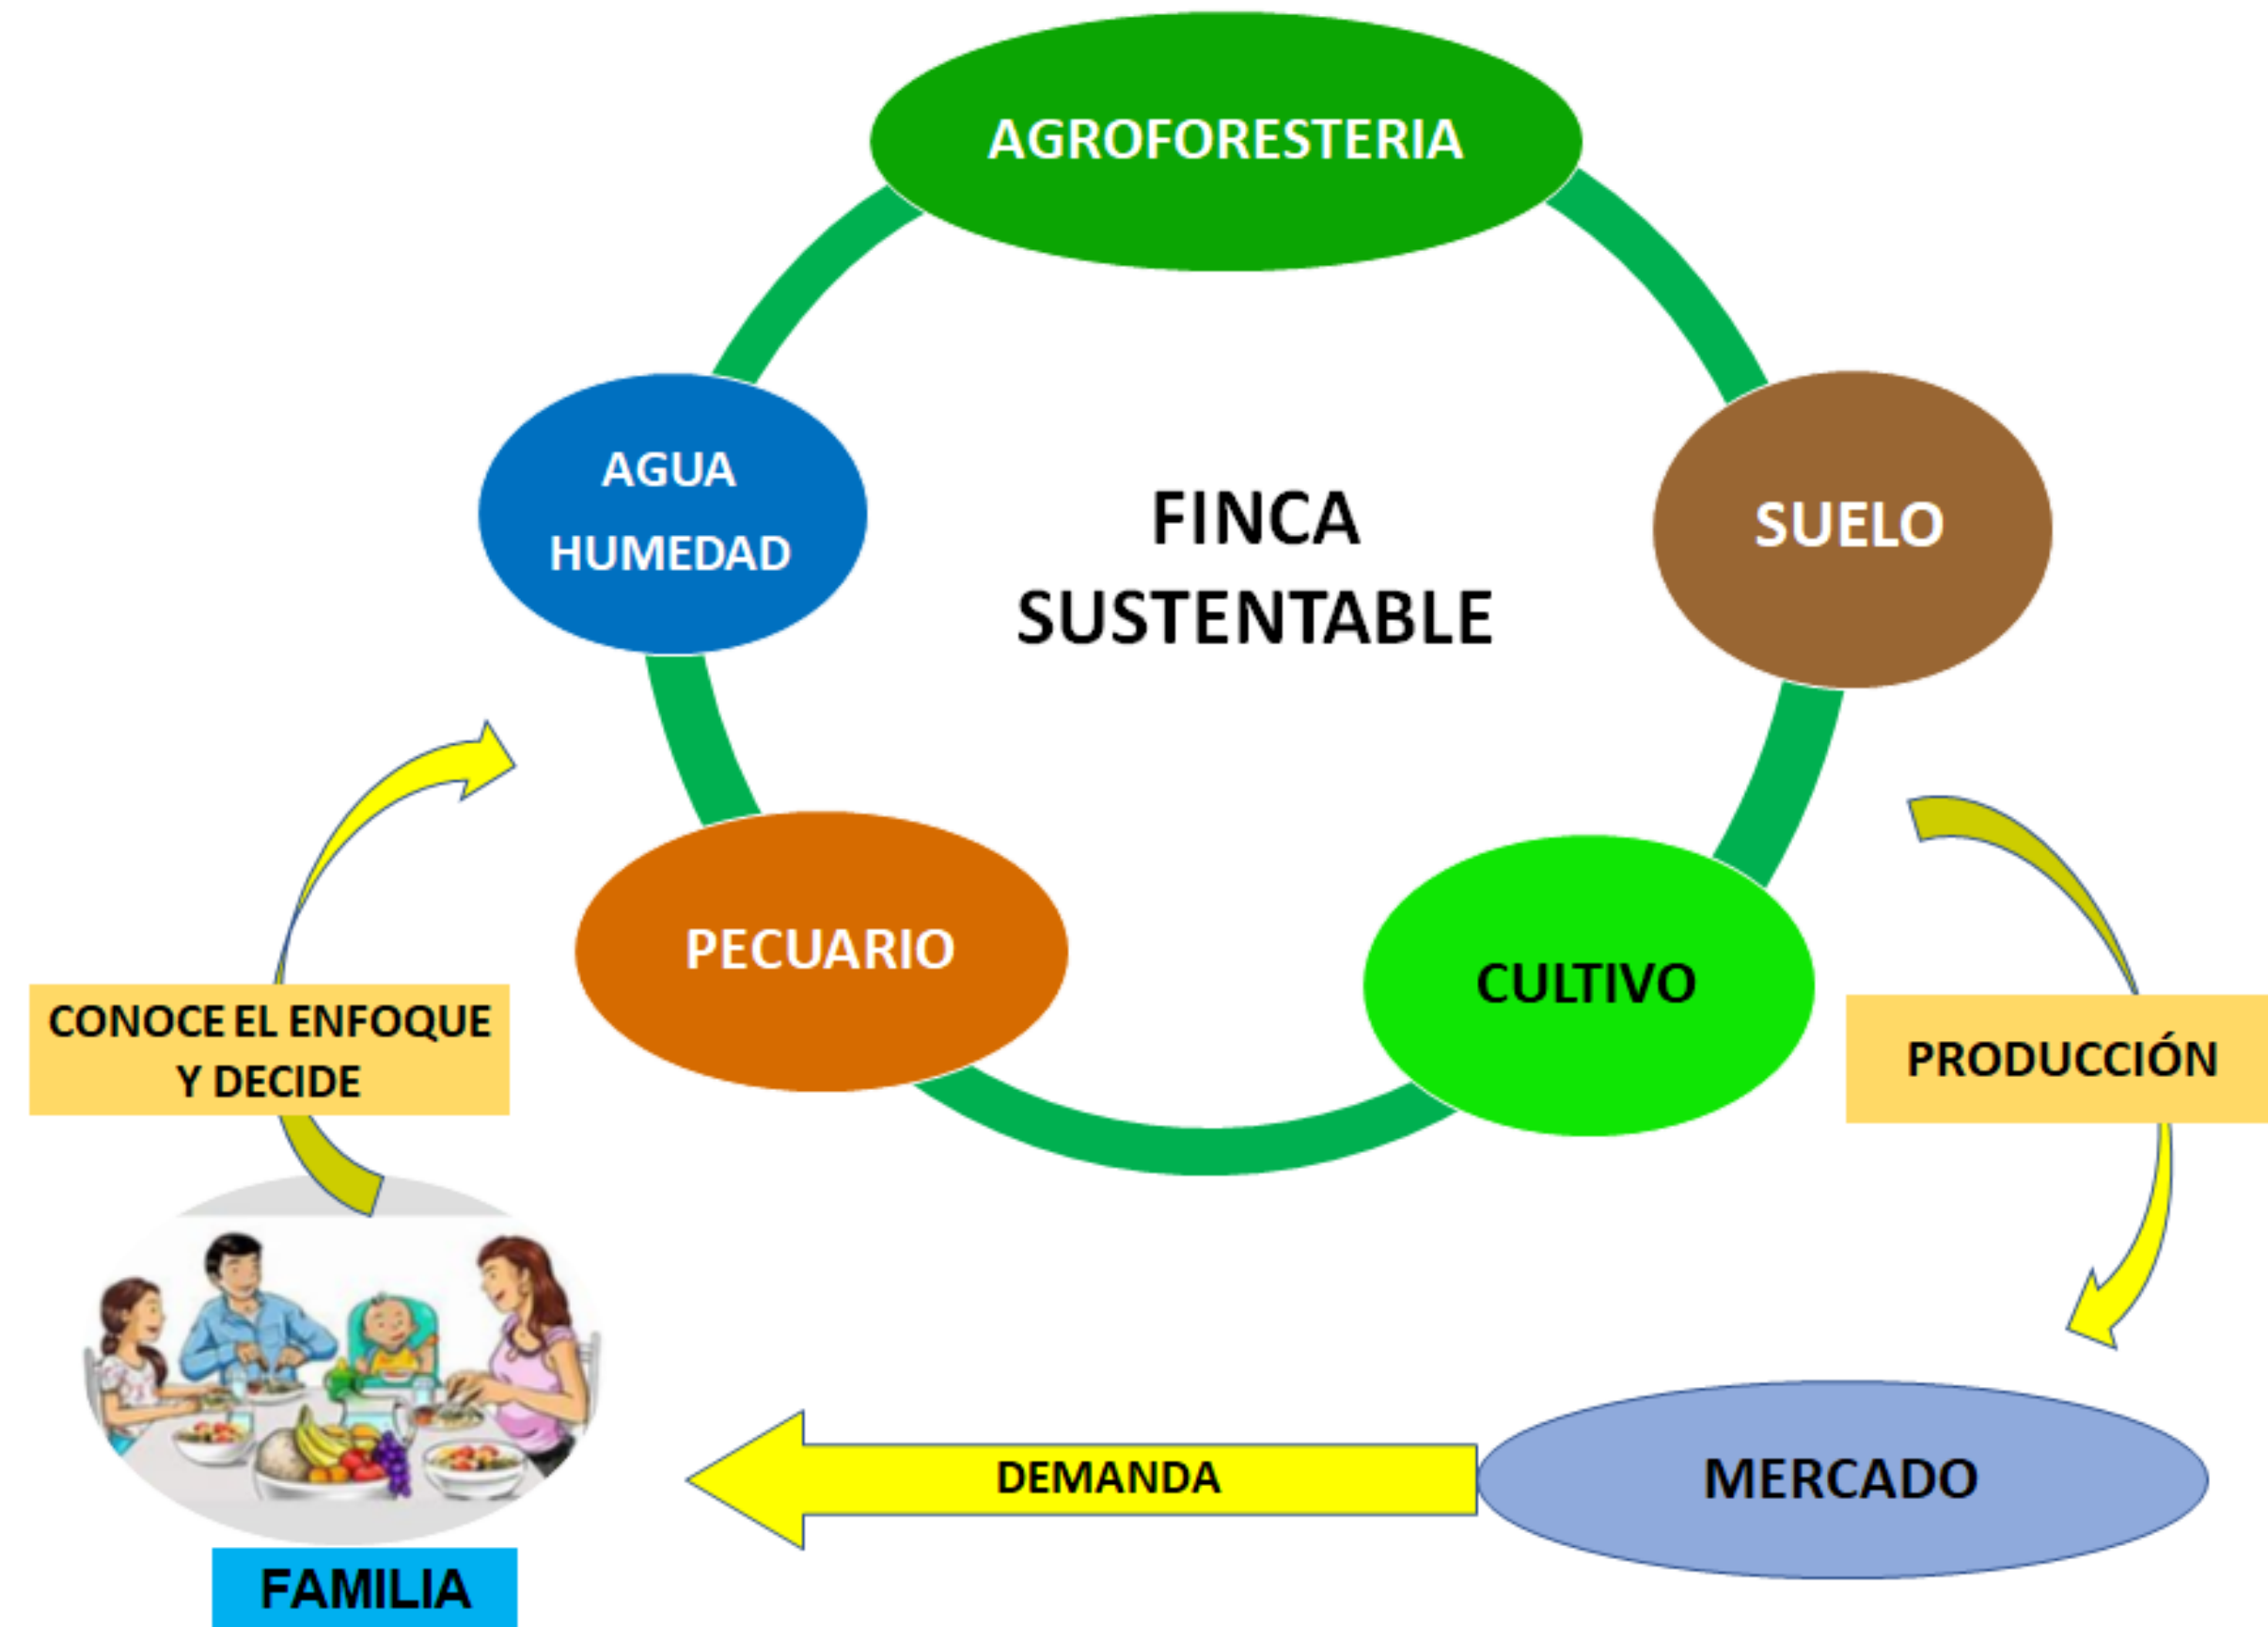 AGROFORESTERIA
AGUA
HUMEDAD
FINCA
SUSTENTABLE
SUELO
PECUARIO
CULTIVO
CONOCE EL ENFOQUE
Y DECIDE
PRODUCCIÓN
DEMANDA
MERCADO
FAMILIA